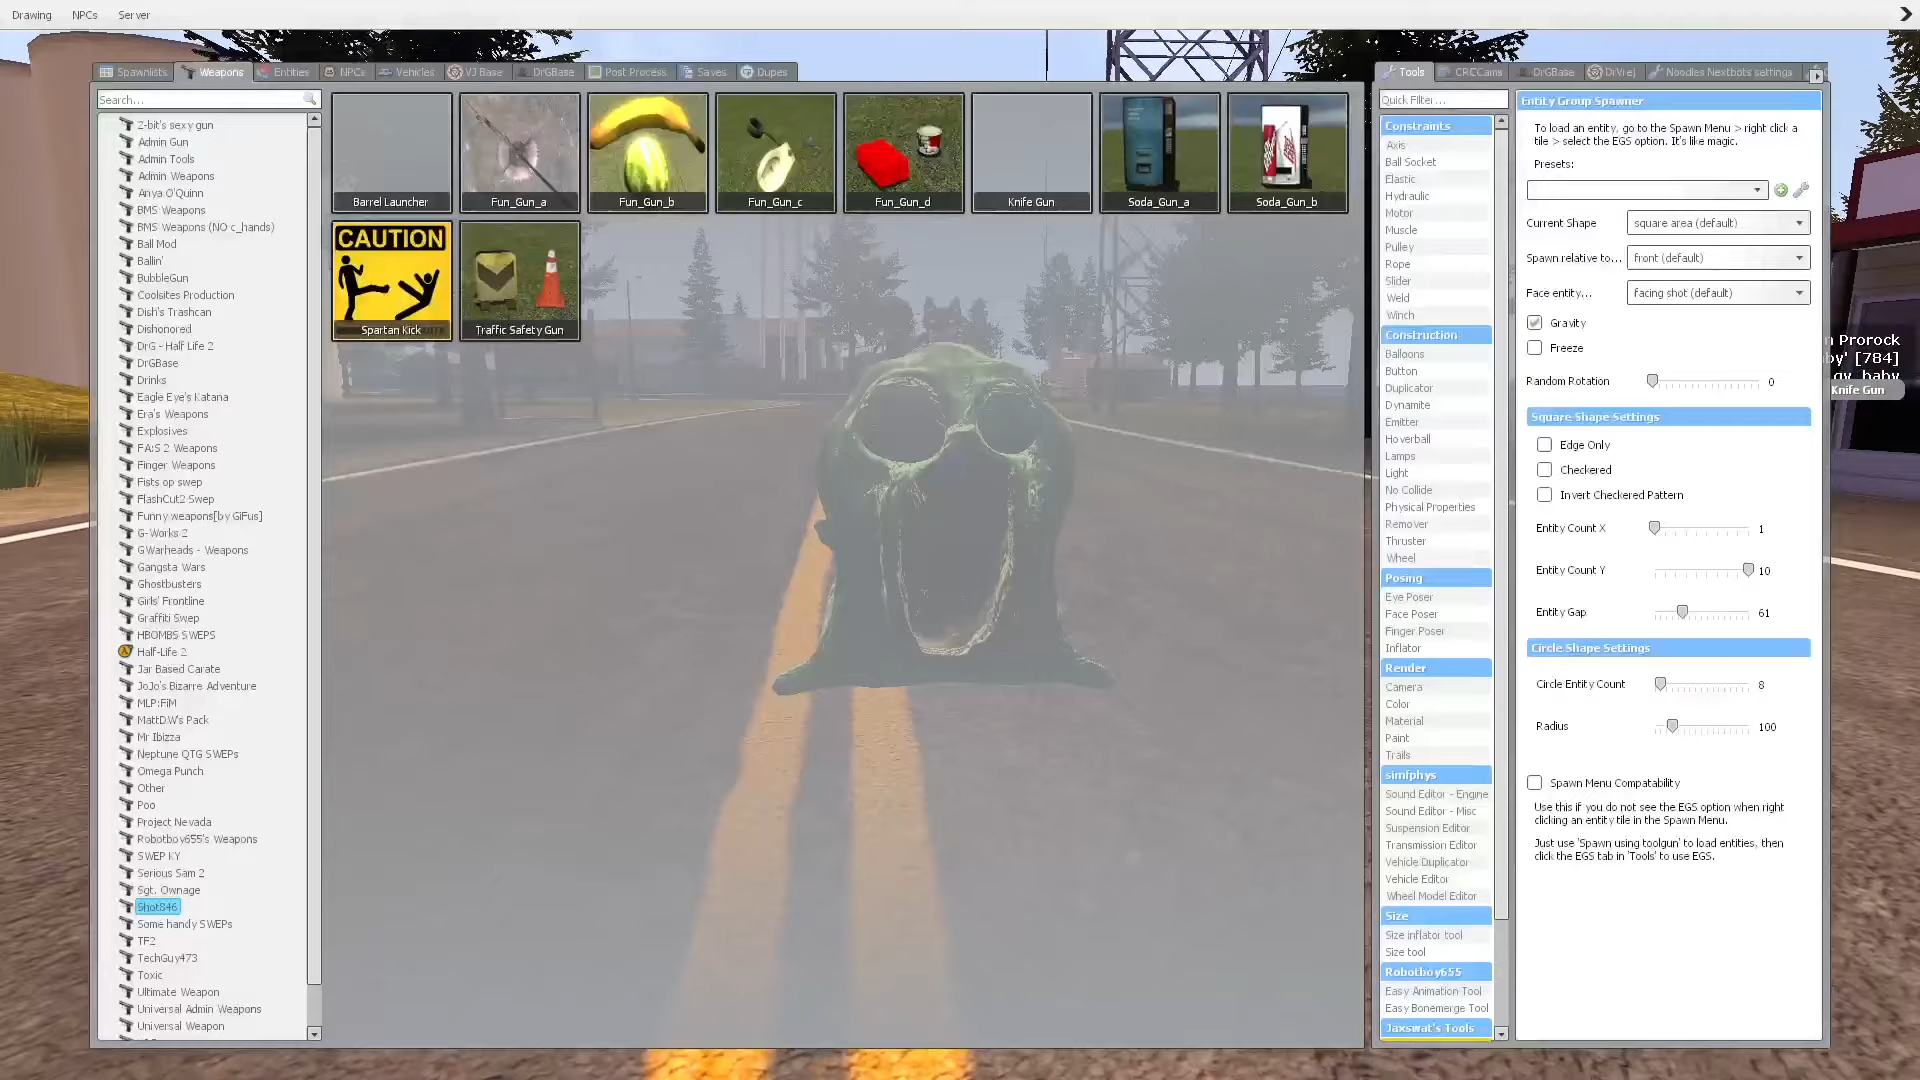 Drawing NPCs Server
Spawnlists Weapons Entities NPCs Vehicles VJ Base DrGBase Post Process Saves Dupes
Search...
2-bit's sexy gun
Admin Gun
Admin Tools
Admin Weapons
Anya O'Quinn
BMS Weapons
BMS Weapons (NO c_hands)
Ball Mod
Ballin'
BubbleGun
Coolsites Production
Dish's Trashcan
Dishonored
DrG - Half Life 2
DrGBase
Drinks
Eagle Eye's Katana
Era's Weapons
Explosives
FA:S 2 Weapons
Finger Weapons
Fists op swep
FlashCut2 Swep
Funny weapons[by GiFus]
G-Works 2
GWarheads - Weapons
Gangsta Wars
Ghostbusters
Girls' Frontline
Graffiti Swep
HBOMBS SWEPS
Half-Life 2
Jar Based Carate
JoJo's Bizarre Adventure
MLP:FiM
MattD.W's Pack
Mr Ibizza
Neptune QTG SWEPs
Omega Punch
Other
Poo
Project Nevada
Robotboy655's Weapons
SWEP KY
Serious Sam 2
Sgt. Ownage
Shot846
Some handy SWEPs
TF2
TechGuy473
Toxic
Ultimate Weapon
Universal Admin Weapons
Universal Weapon
Barrel Launcher
Fun_Gun_a
Fun_Gun_b
Fun_Gun_c
Fun_Gun_d
Knife Gun
Soda_Gun_a
Soda_Gun_b
CAUTION
Spartan Kick
Traffic Safety Gun
Tools CRCCams DrGBase DrVrej Noodles Nextbots settings
Quick Filter ...
Constraints
Axis
Ball Socket
Elastic
Hydraulic
Motor
Muscle
Pulley
Rope
Slider
Weld
Winch
Construction
Balloons
Button
Duplicator
Dynamite
Emitter
Hoverball
Lamps
Light
No Collide
Physical Properties
Remover
Thruster
Wheel
Posing
Eye Poser
Face Poser
Finger Poser
Inflator
Render
Camera
Color
Material
Paint
Trails
simfphys
Sound Editor - Engine
Sound Editor - Misc
Suspension Editor
Transmission Editor
Vehicle Duplicator
Vehicle Editor
Wheel Model Editor
Size
Size inflator tool
Size tool
Robotboy655
Easy Animation Tool
Easy Bonemerge Tool
Jaxswat's Tools
Entity Group Spawner
To load an entity, go to the Spawn Menu > right click a
tile > select the EGS option. It's like magic.
Presets:
Current Shape square area (default)
Spawn relative to... front (default)
Face entity... facing shot (default)
Gravity
Freeze
Random Rotation 0
Square Shape Settings
Edge Only
Checkered
Invert Checkered Pattern
Entity Count X 1
Entity Count Y 10
Entity Gap 61
Circle Shape Settings
Circle Entity Count 8
Radius 100
Spawn Menu Compatability
Use this if you do not see the EGS option when right
clicking an entity tile in the Spawn Menu.
Just use 'Spawn using toolgun' to load entities, then
click the EGS tab in 'Tools' to use EGS.
n Prorock
by' [784]
gy_baby
Knife Gun